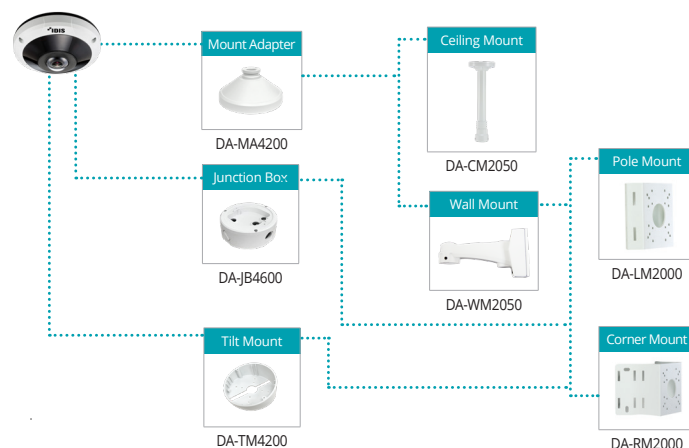 IDIS
Mount Adapter
DA-MA4200
Ceiling Mount
DA-CM2050
Junction Box
DA-JB4600
Wall Mount
DA-WM2050
Pole Mount
DA-LM2000
Tilt Mount
DA-TM4200
Corner Mount
DA-RM2000